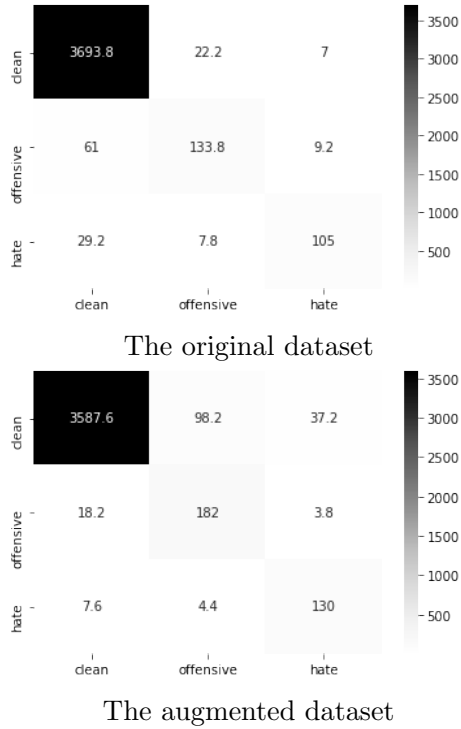 3693.8 22.2 7
61 133.8 9.2
29.2 7.8 105
clean
offensive
hate
clean offensive hate
3500
3000
2500
2000
1500
1000
500
The original dataset
3587.6 98.2 37.2
18.2 182 3.8
7.6 4.4 130
clean
offensive
hate
clean offensive hate
3500
3000
2500
2000
1500
1000
500
The augmented dataset